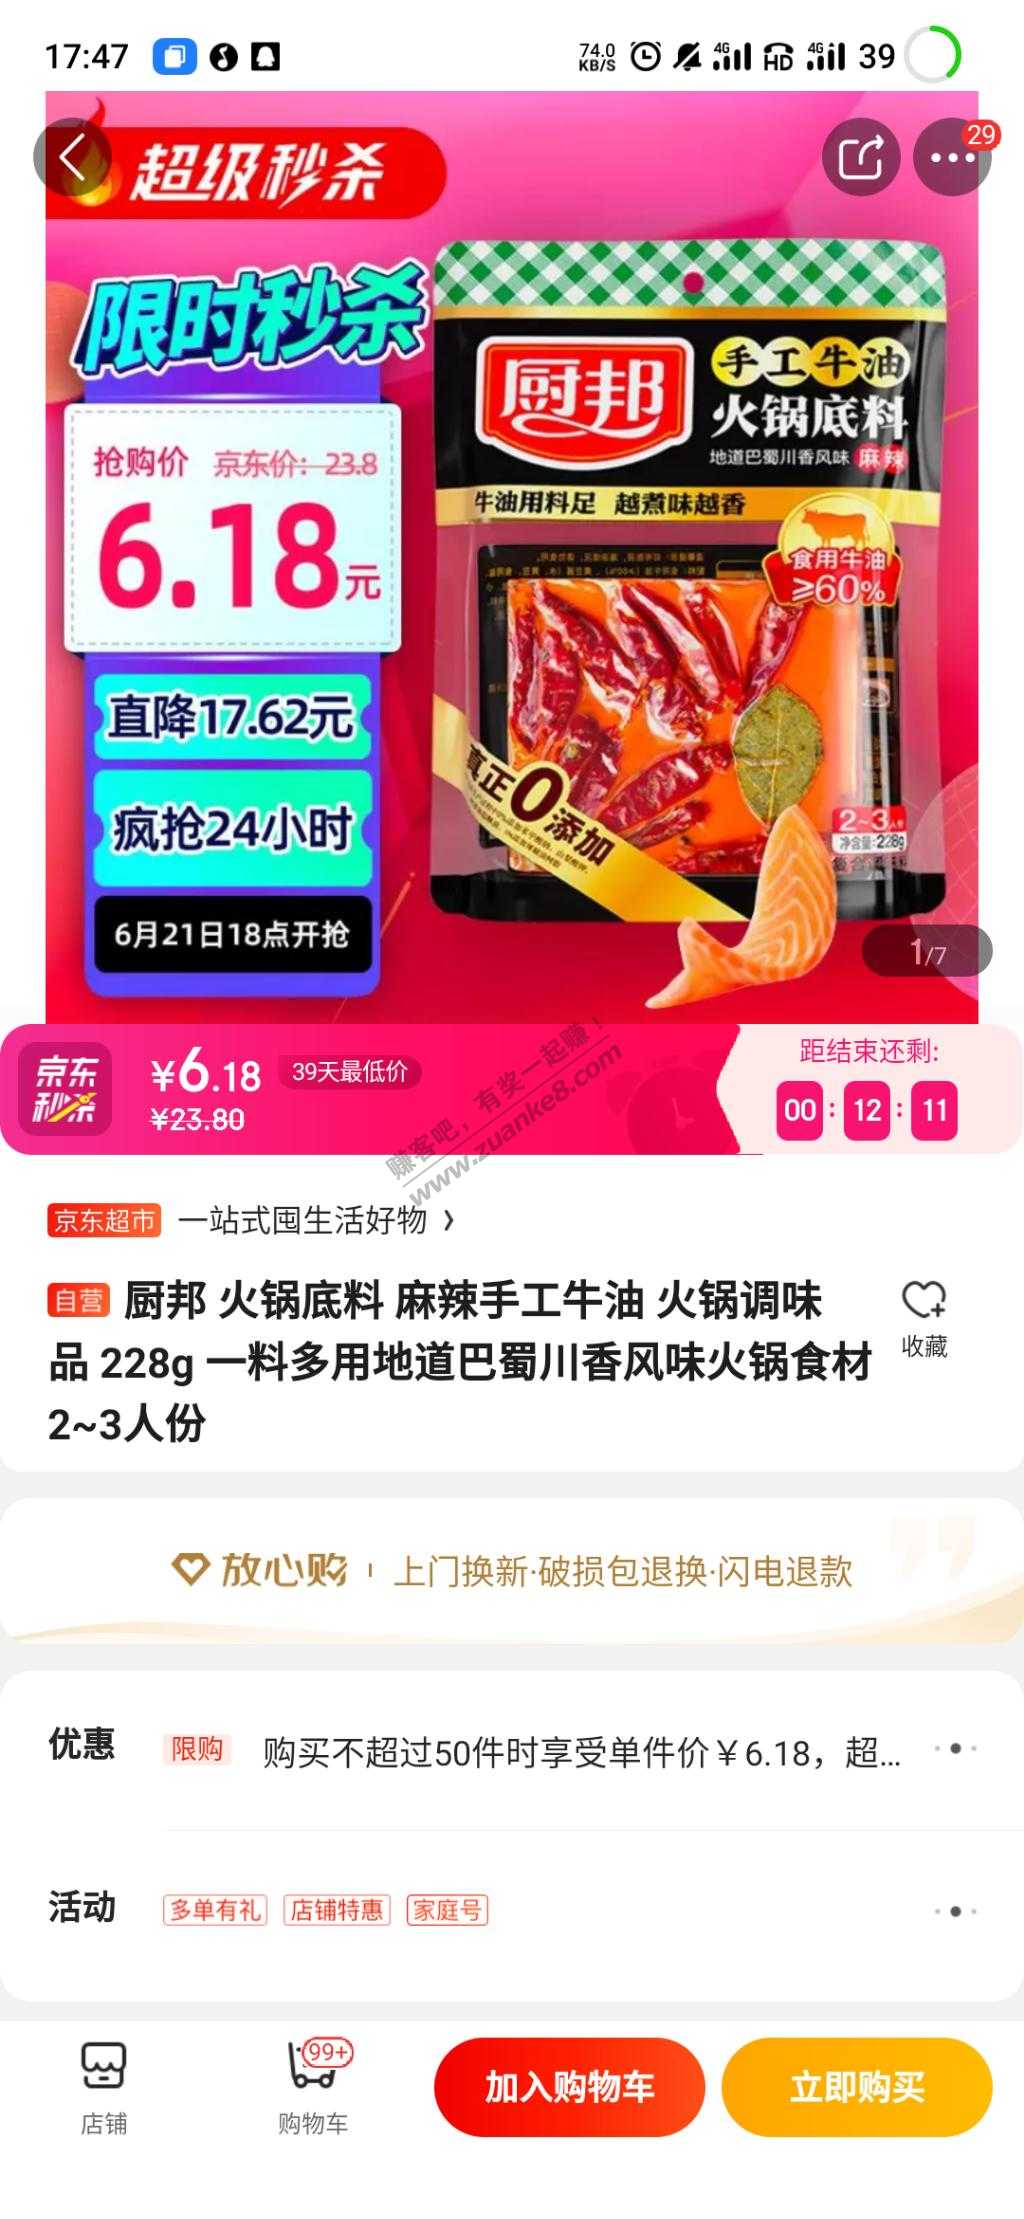 17:47
74.0
KB/S
4G
HD
4G
39
29
超级秒杀
限时秒杀
抢购价 京东价：23.8
6.18元
直降17.62元
疯抢24小时
6月21日18点开抢
厨邦
手工牛油
火锅底料
地道巴蜀川香风味 麻辣
牛油用料足 越煮味越香
食用牛油
≥60%
真正0添加
2~3人份
净含量:228g
1/7
京东
秒杀
¥6.18
39天最低价
¥23.80
距结束还剩:
00 : 12 : 11
赚客吧，有奖一起赚！
www.zuanke8.com
京东超市 一站式囤生活好物 ›
自营 厨邦 火锅底料 麻辣手工牛油 火锅调味
品 228g 一料多用地道巴蜀川香风味火锅食材
2~3人份
收藏
放心购 上门换新·破损包退换·闪电退款
优惠 限购 购买不超过50件时享受单件价￥6.18，超...
活动 多单有礼 店铺特惠 家庭号
店铺
99+
购物车
加入购物车
立即购买